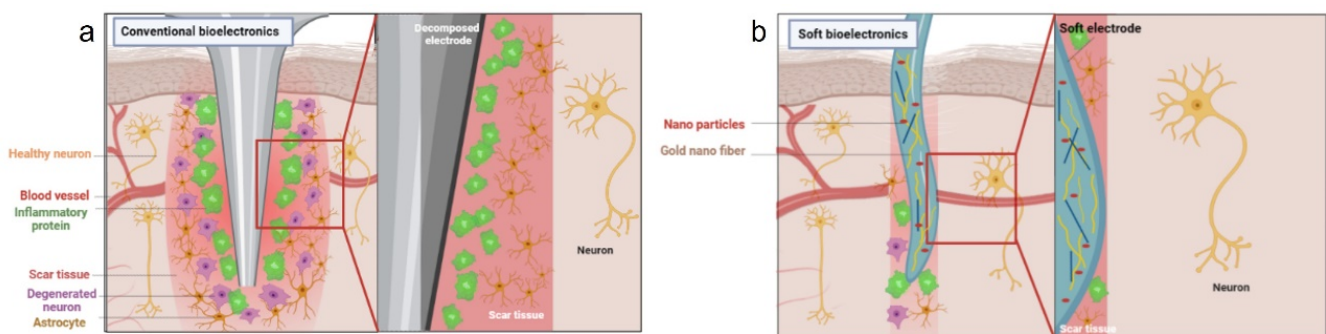 a
Conventional bioelectronics
Decomposed
electrode
Healthy neuron
Blood vessel
Inflammatory
protein
Scar tissue
Degenerated
neuron
Astrocyte
Neuron
Scar tissue
b
Soft bioelectronics
Soft electrode
Nano particles
Gold nano fiber
Neuron
Scar tissue